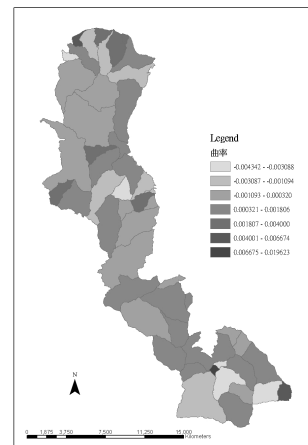 Legend
曲率
-0.004342 - -0.003088
-0.003087 - -0.001094
-0.001093 - 0.000320
0.000321 - 0.001806
0.001807 - 0.004000
0.004001 - 0.006674
0.006675 - 0.019623
N
0 1,875 3,750 7,500 11,250 15,000
Kilometers